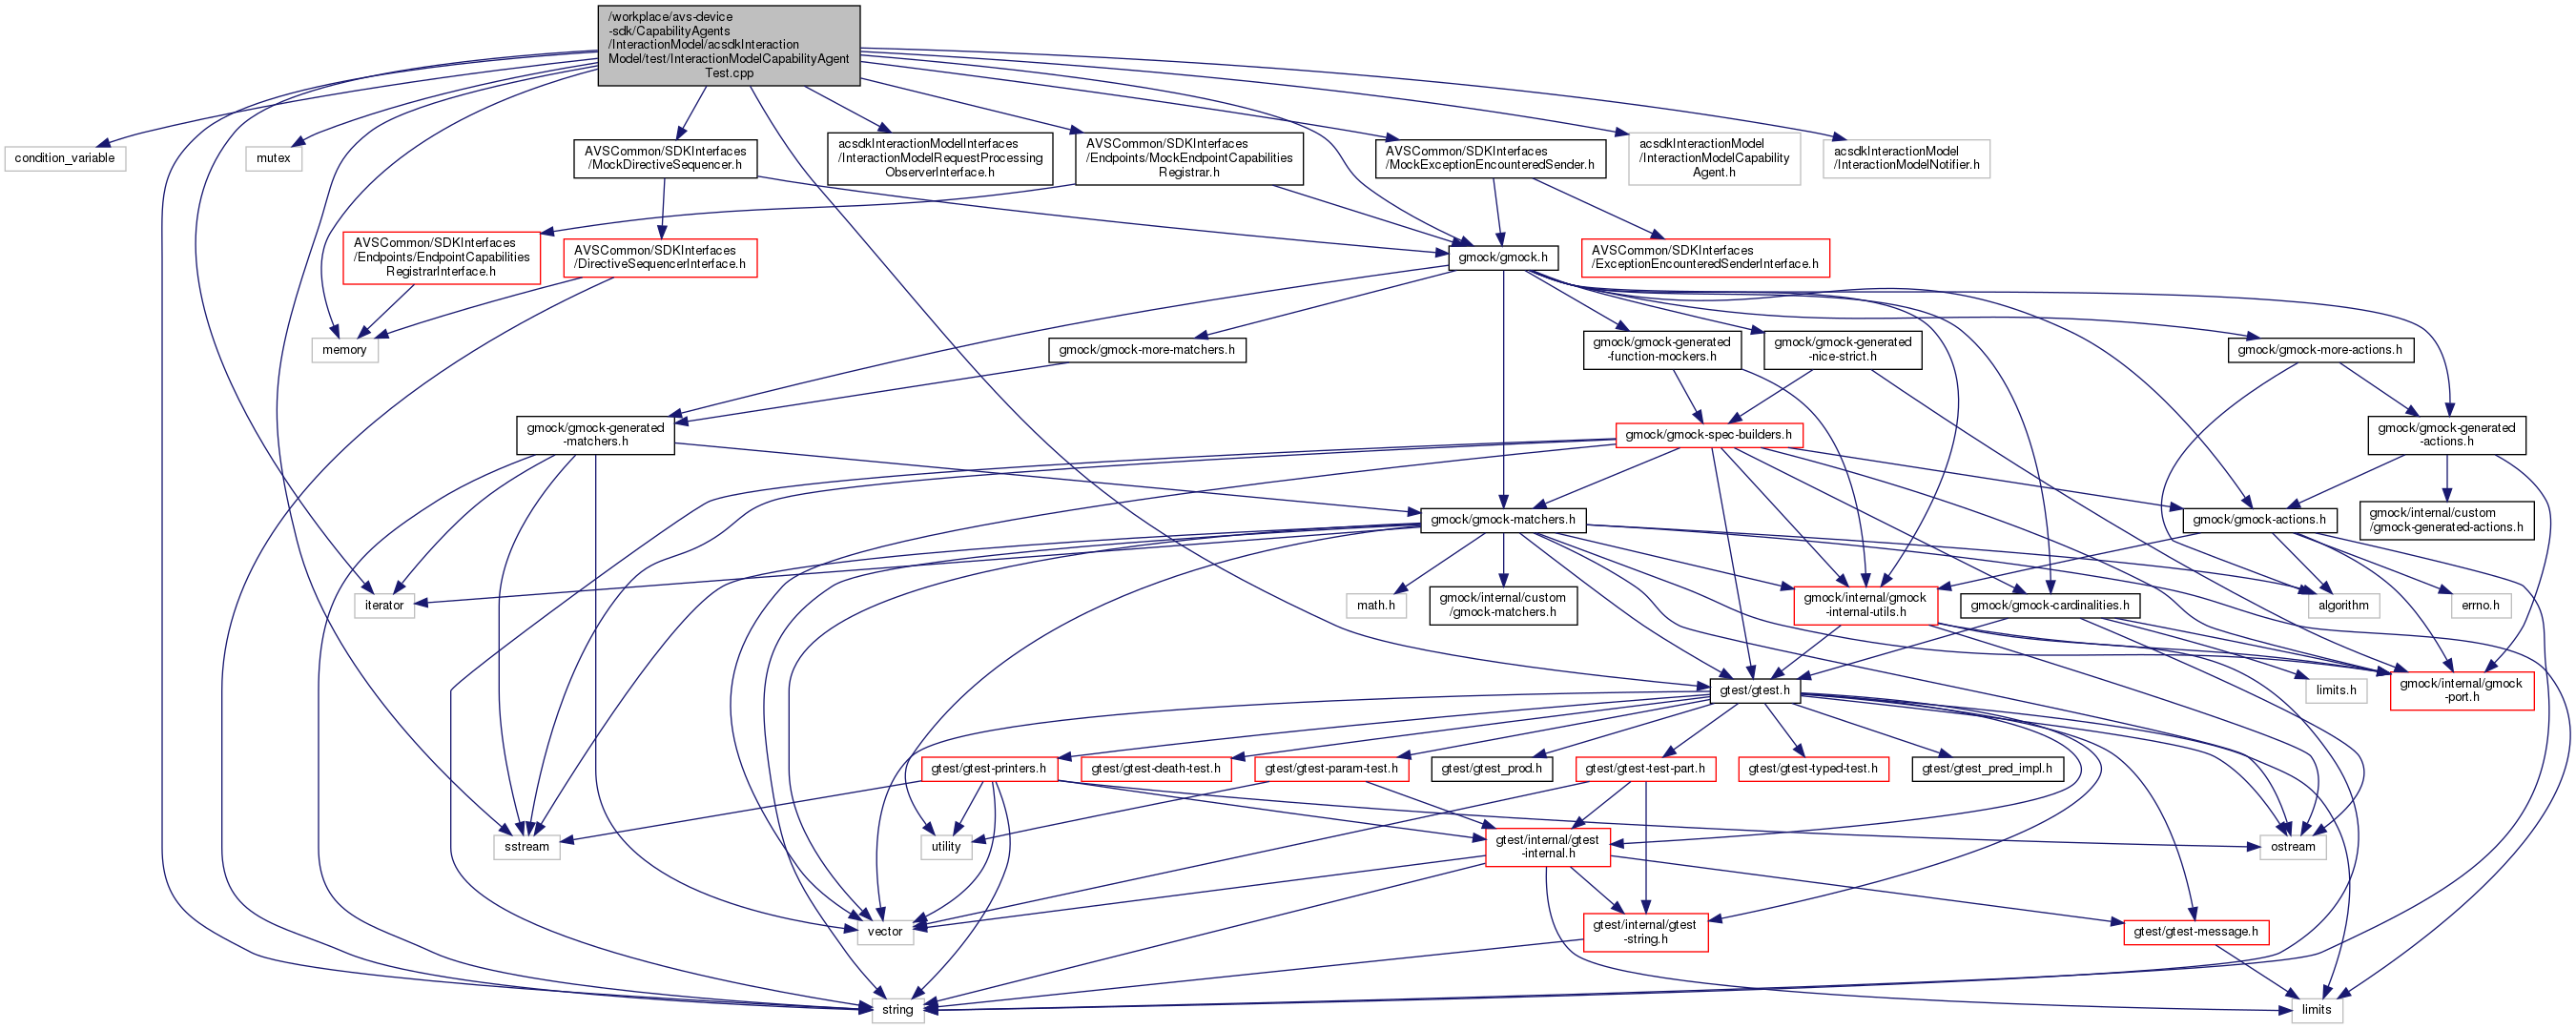 /workplace/avs-device
-sdk/CapabilityAgents
/InteractionModel/acsdkInteraction
Model/test/InteractionModelCapabilityAgent
Test.cpp
condition_variable
mutex
AVSCommon/SDKInterfaces
/MockDirectiveSequencer.h
acsdkInteractionModelInterfaces
/InteractionModelRequestProcessing
ObserverInterface.h
AVSCommon/SDKInterfaces
/Endpoints/MockEndpointCapabilities
Registrar.h
AVSCommon/SDKInterfaces
/MockExceptionEncounteredSender.h
acsdkInteractionModel
/InteractionModelCapability
Agent.h
acsdkInteractionModel
/InteractionModelNotifier.h
AVSCommon/SDKInterfaces
/Endpoints/EndpointCapabilities
RegistrarInterface.h
AVSCommon/SDKInterfaces
/DirectiveSequencerInterface.h
gmock/gmock.h
AVSCommon/SDKInterfaces
/ExceptionEncounteredSenderInterface.h
memory
gmock/gmock-more-matchers.h
gmock/gmock-generated
-function-mockers.h
gmock/gmock-generated
-nice-strict.h
gmock/gmock-more-actions.h
gmock/gmock-generated
-matchers.h
gmock/gmock-spec-builders.h
gmock/gmock-generated
-actions.h
gmock/gmock-matchers.h
gmock/gmock-actions.h
gmock/internal/custom
/gmock-generated-actions.h
iterator
math.h
gmock/internal/custom
/gmock-matchers.h
gmock/internal/gmock
-internal-utils.h
gmock/gmock-cardinalities.h
algorithm
errno.h
gtest/gtest.h
limits.h
gmock/internal/gmock
-port.h
gtest/gtest-printers.h
gtest/gtest-death-test.h
gtest/gtest-param-test.h
gtest/gtest_prod.h
gtest/gtest-test-part.h
gtest/gtest-typed-test.h
gtest/gtest_pred_impl.h
sstream
utility
gtest/internal/gtest
-internal.h
ostream
vector
gtest/internal/gtest
-string.h
gtest/gtest-message.h
string
limits